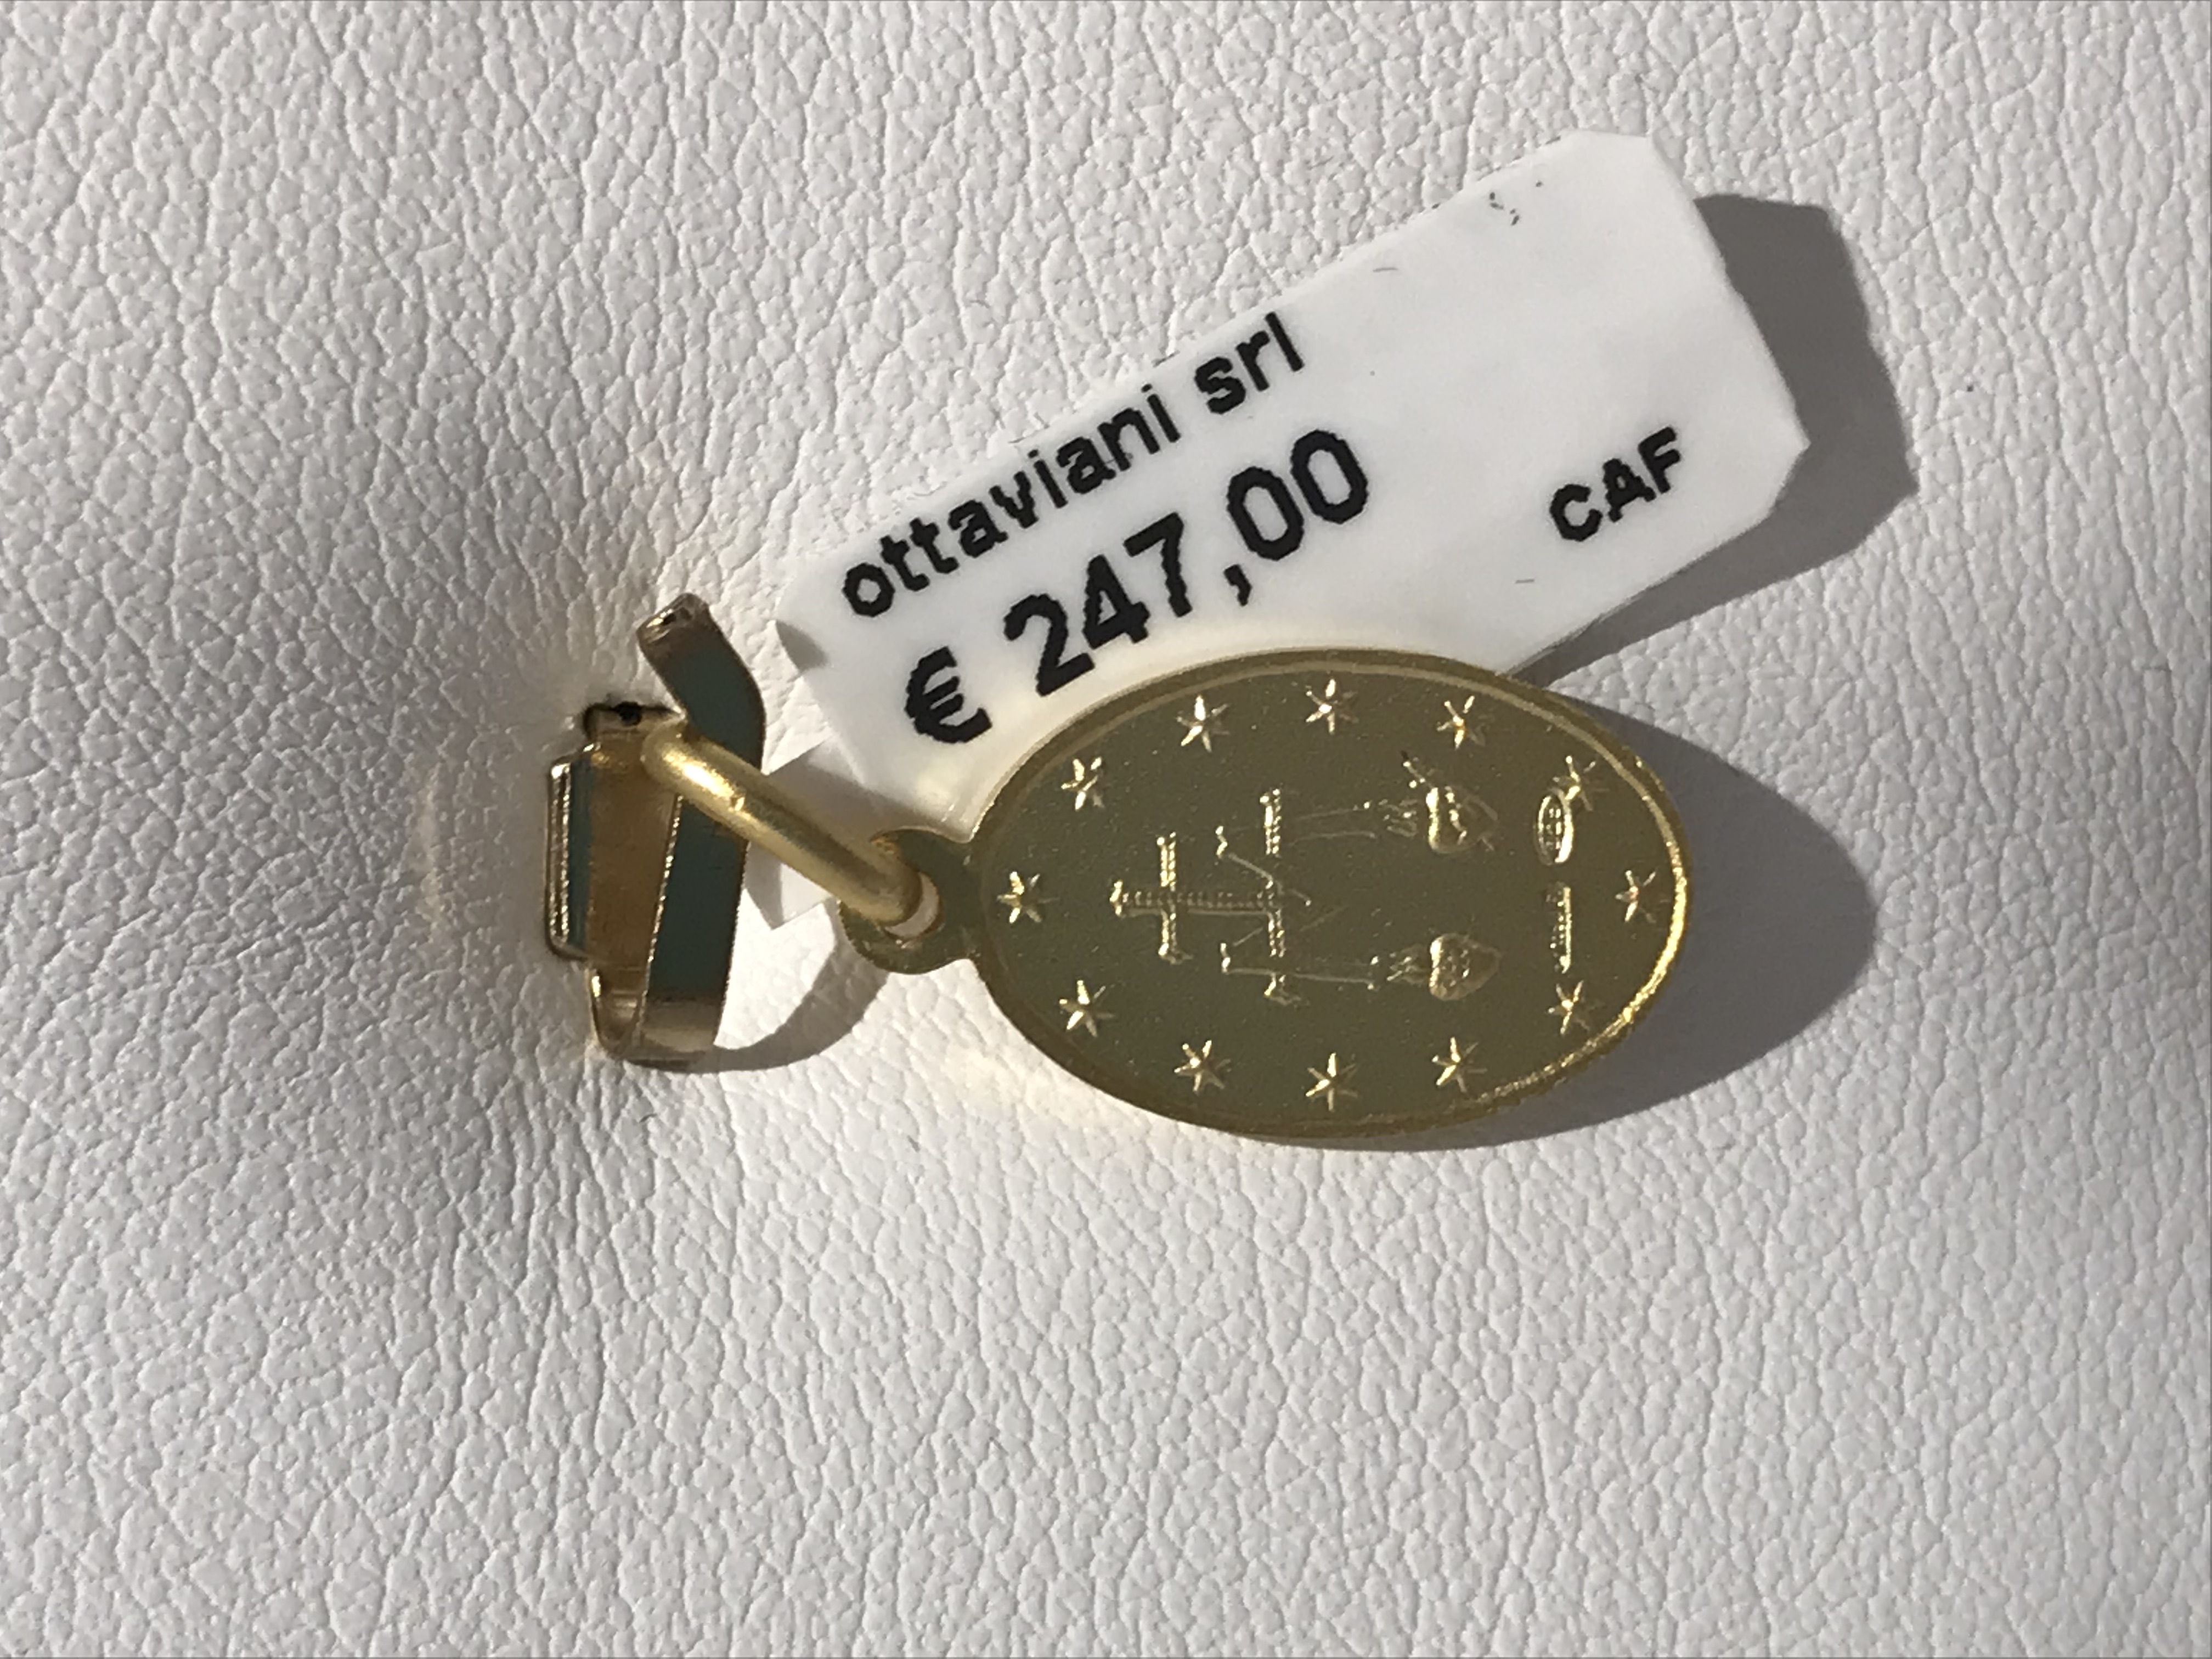 ottaviani srl
€ 247,00
CAF